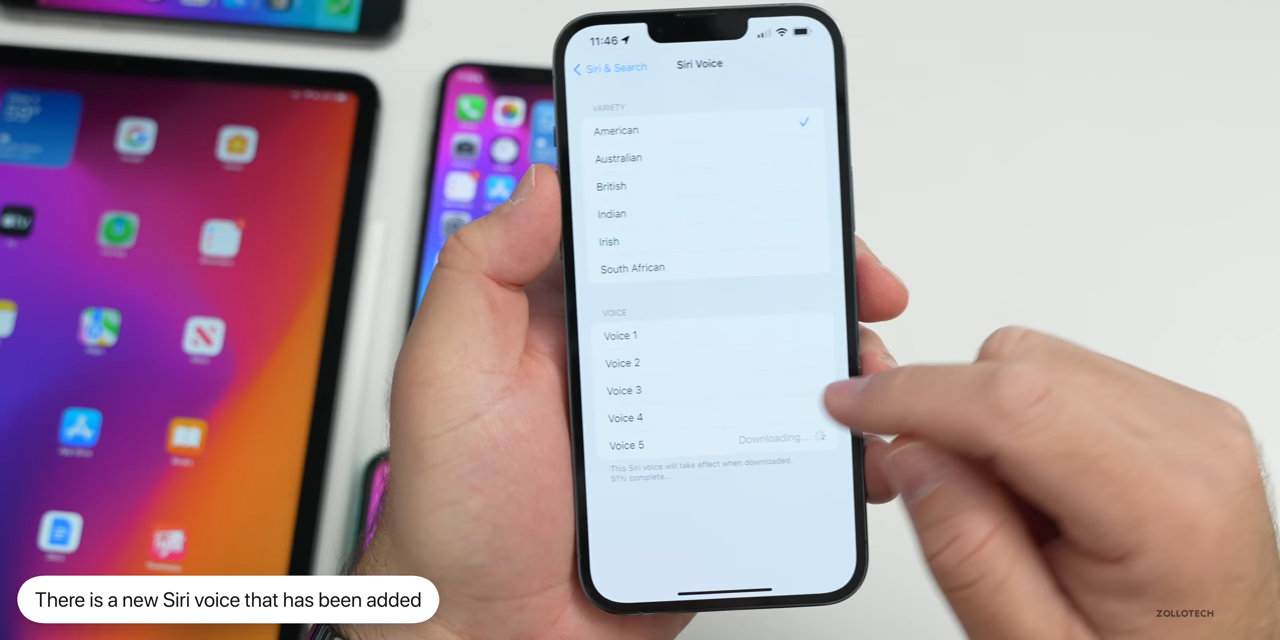 11:46
Siri & Search
Siri Voice
VARIETY
American
Australian
British
Indian
Irish
South African
VOICE
Voice 1
Voice 2
Voice 3
Voice 4
Voice 5 Downloading...
This Siri voice will take effect when downloaded.
51% complete...
There is a new Siri voice that has been added
ZOLLOTECH